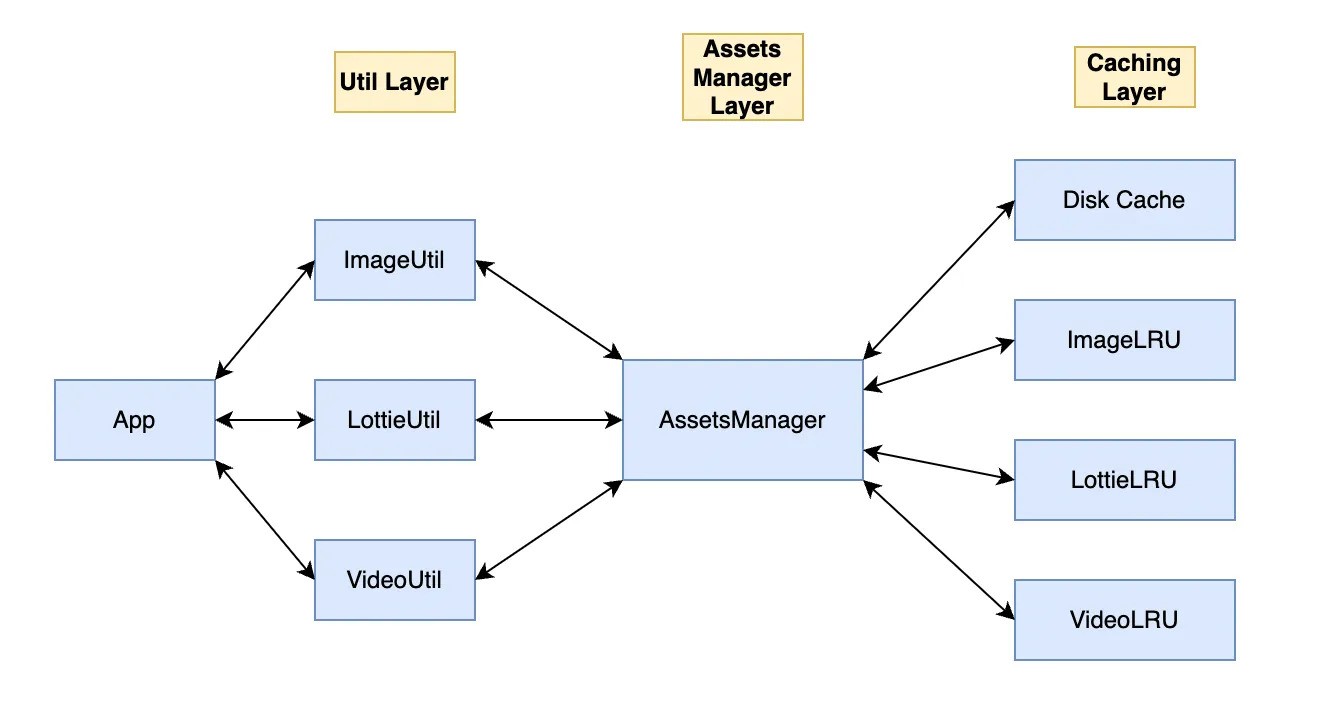 Util Layer
Assets
Manager
Layer
Caching
Layer
Disk Cache
ImageUtil
ImageLRU
App
LottieUtil
AssetsManager
LottieLRU
VideoUtil
VideoLRU